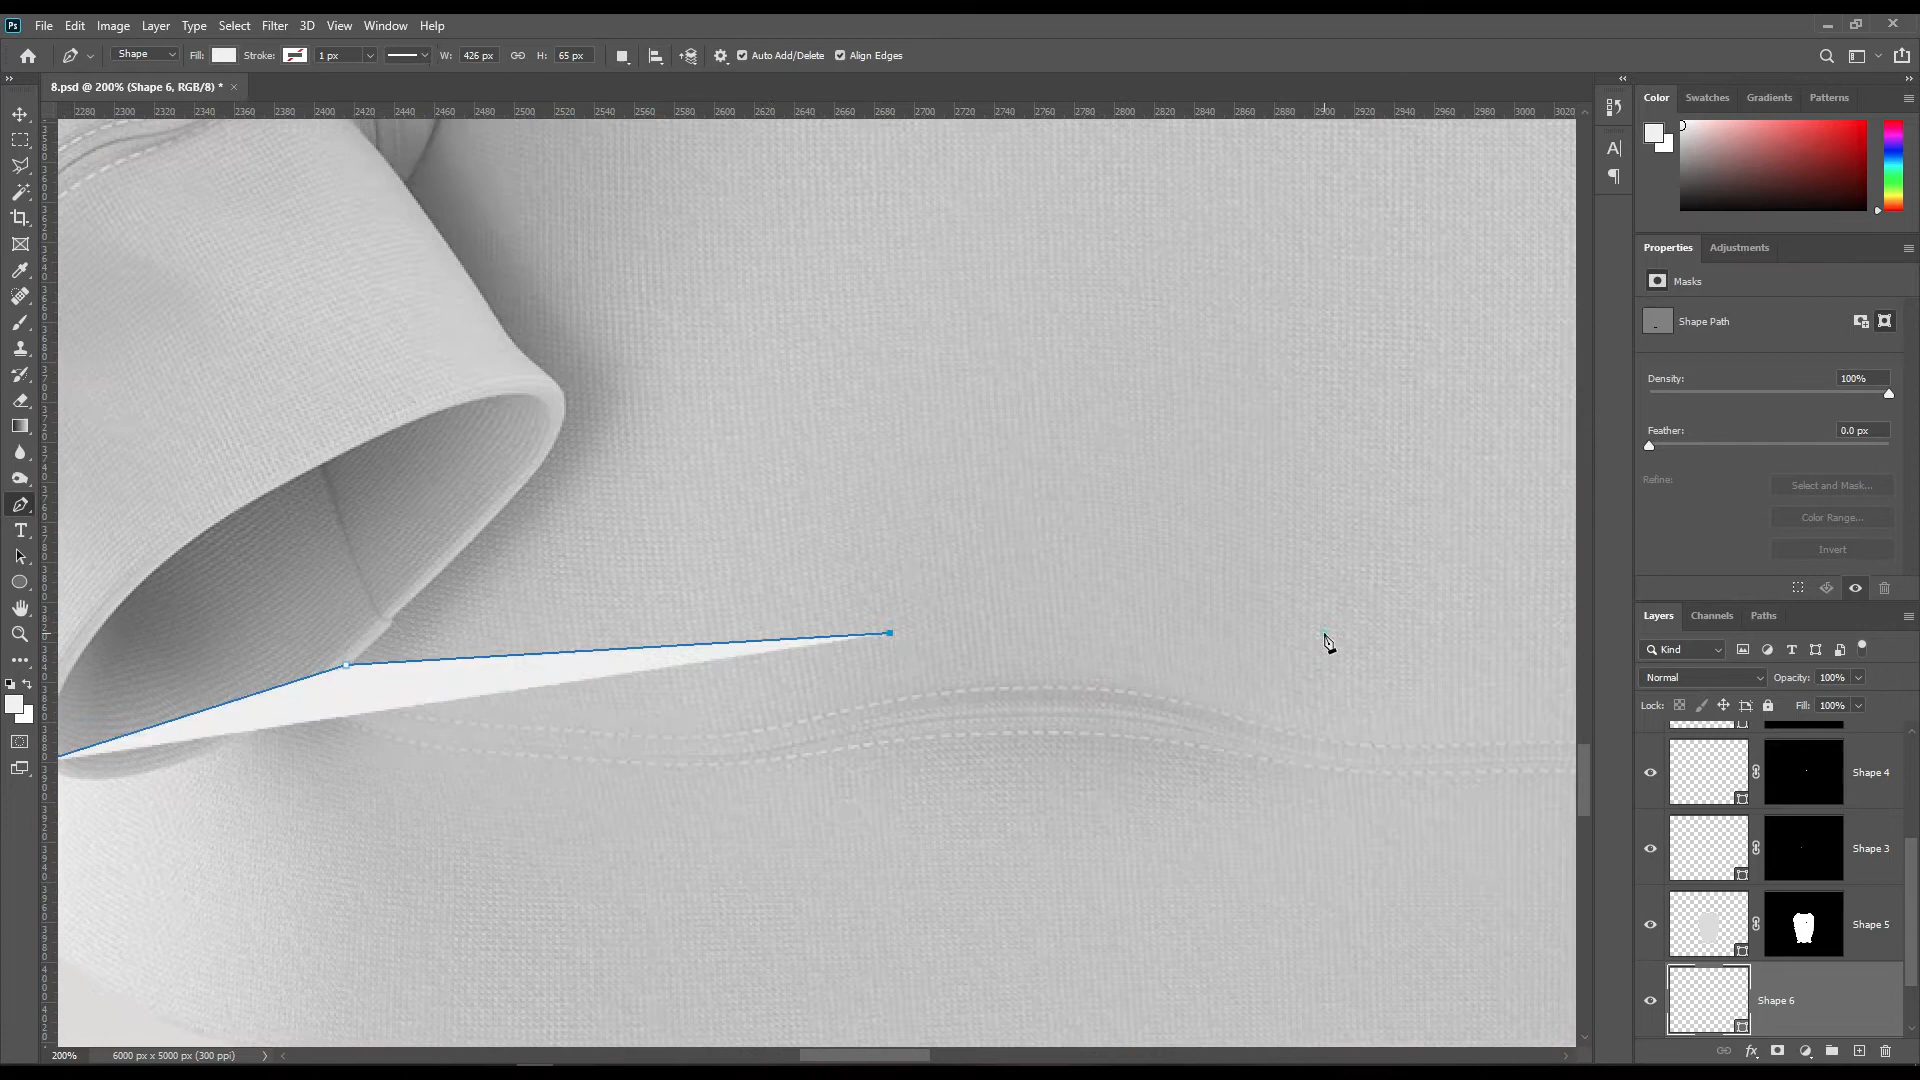 Ps File Edit Image Layer Type Select Filter 3D View Window Help
Shape Fill: Stroke: 1 px W: 426 px H: 65 px Auto Add/Delete Align Edges
8.psd @ 200% (Shape 6, RGB/8) *
2280 2300 2320 2340 2360 2380 2400 2420 2440 2460 2480 2500 2520 2540 2560 2580 2600 2620 2640 2660 2680 2700 2720 2740 2760 2780 2800 2820 2840 2860 2880 2900 2920 2940 2960 2980 3000 3020
Color Swatches Gradients Patterns
Properties Adjustments
Masks
Shape Path
Density: 100%
Feather: 0.0 px
Refine: Select and Mask...
Color Range...
Invert
Layers Channels Paths
Kind
Normal Opacity: 100%
Lock: Fill: 100%
Shape 4
Shape 3
Shape 5
Shape 6
200% 6000 px x 5000 px (300 ppi)